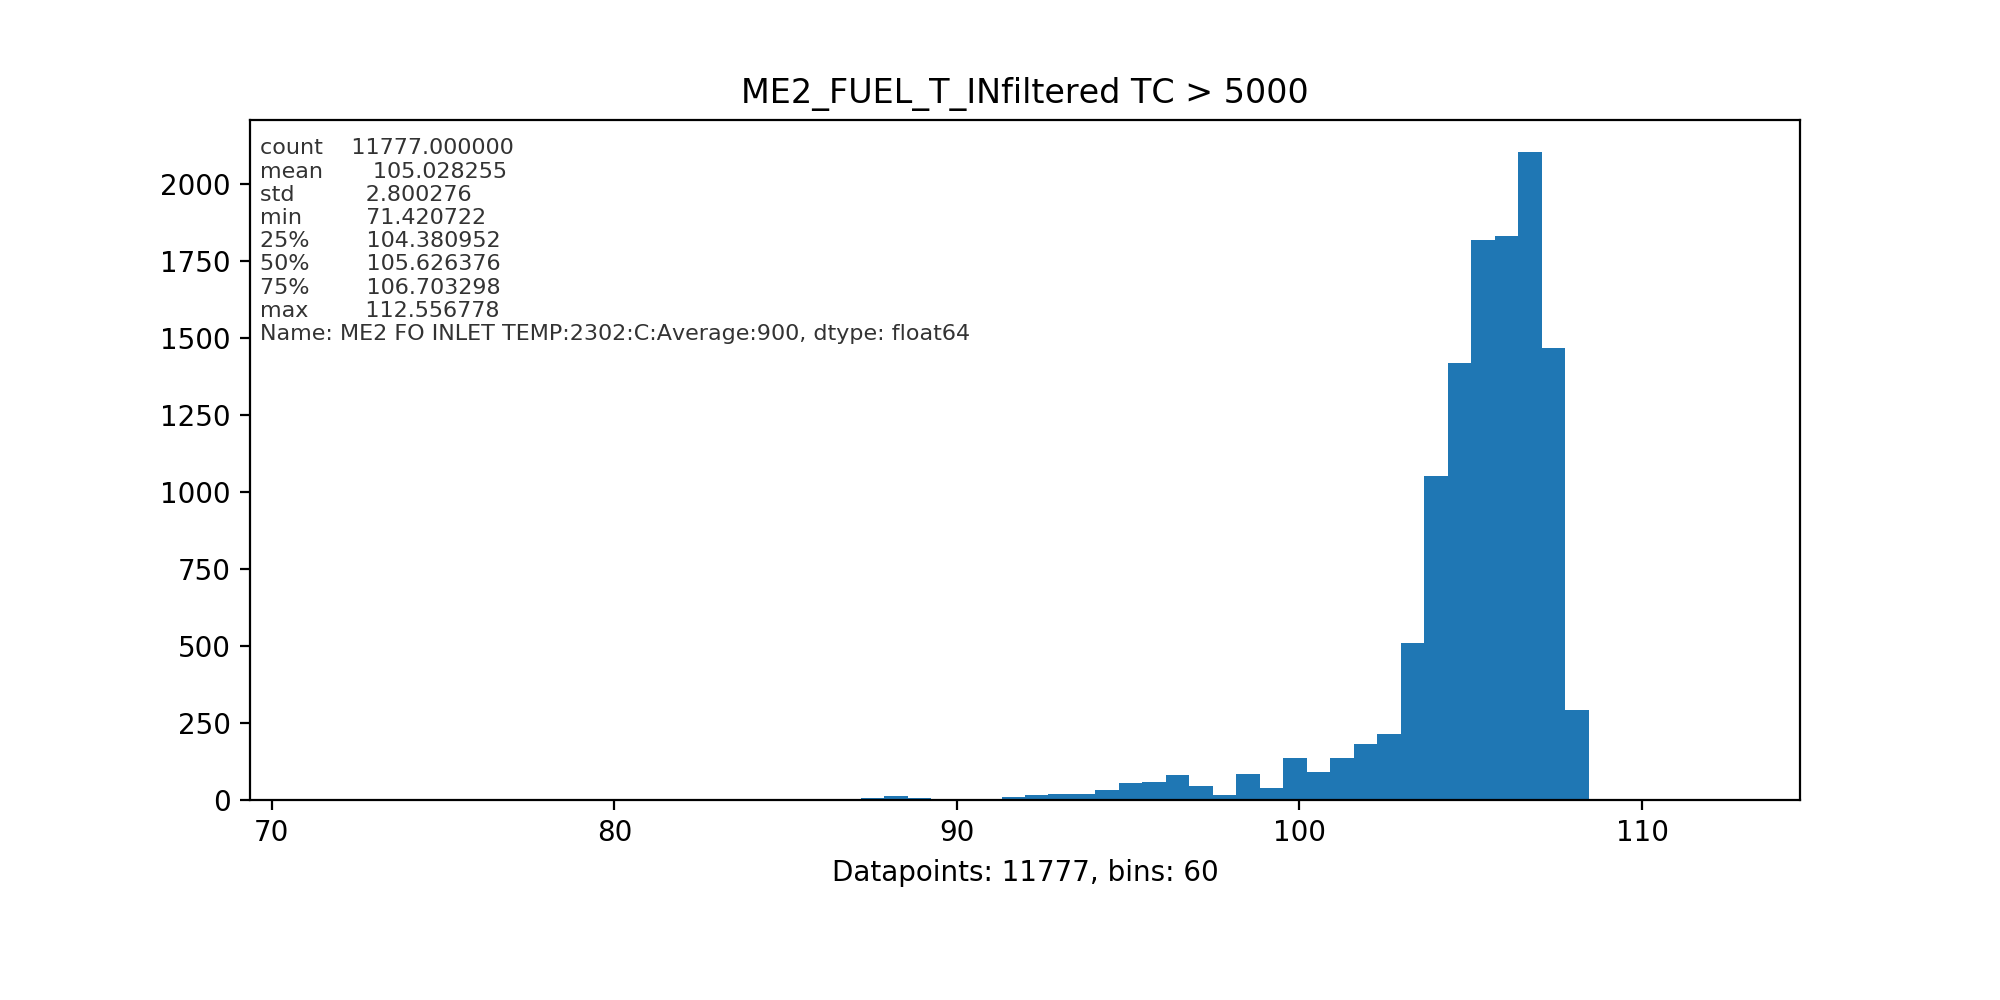 ME2_FUEL_T_INfiltered TC > 5000
count 11777.000000
mean 105.028255
std 2.800276
min 71.420722
25% 104.380952
50% 105.626376
75% 106.703298
max 112.556778
Name: ME2 FO INLET TEMP:2302:C:Average:900, dtype: float64
2000
1750
1500
1250
1000
750
500
250
0
70 80 90 100 110
Datapoints: 11777, bins: 60